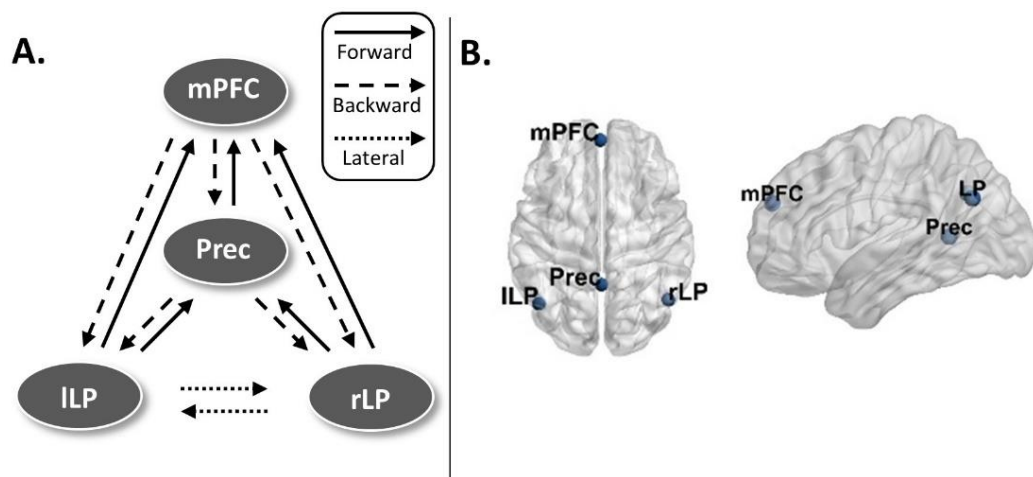 A.
mPFC
Prec
lLP
rLP
Forward
Backward
Lateral
B.
mPFC
Prec
lLP
rLP
mPFC
LP
Prec